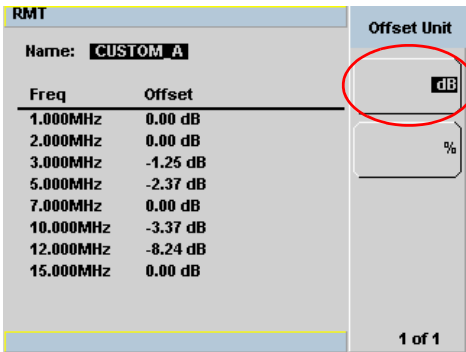 RMT
Offset Unit
Name: CUSTOM_A
dB
Freq Offset
1.000MHz 0.00 dB
2.000MHz 0.00 dB
%
3.000MHz -1.25 dB
5.000MHz -2.37 dB
7.000MHz 0.00 dB
10.000MHz -3.37 dB
12.000MHz -8.24 dB
15.000MHz 0.00 dB
1 of 1